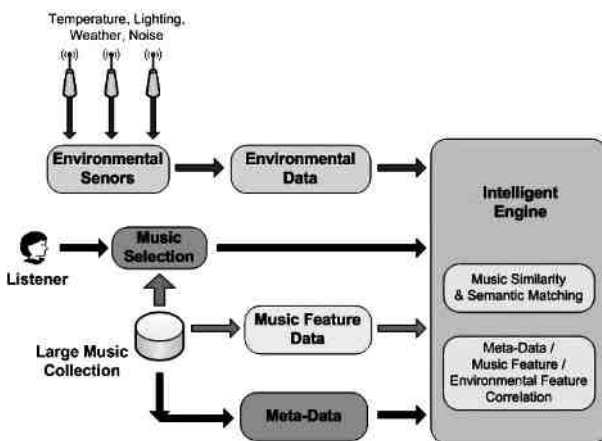 Temperature, Lighting,
Weather, Noise
Environmental
Senors
Environmental
Data
Intelligent
Engine
Music
Selection
Listener
Music Similarity
& Semantic Matching
Music Feature
Data
Large Music
Collection
Meta-Data /
Music Feature /
Environmental Feature
Correlation
Meta-Data